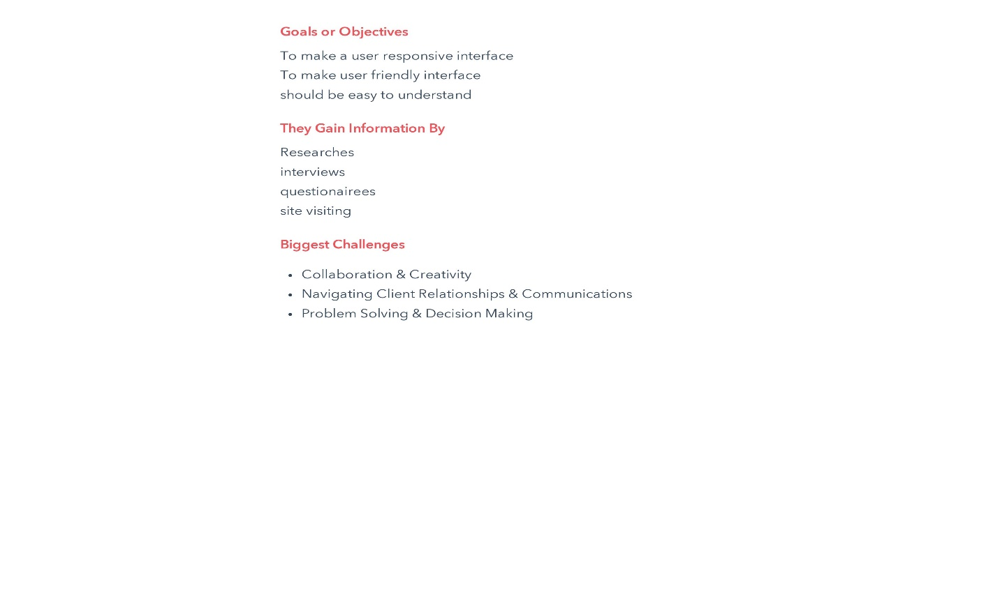 Goals or Objectives
To make a user responsive interface
To make user friendly interface
should be easy to understand
They Gain Information By
Researches
interviews
questionairees
site visiting
Biggest Challenges
• Collaboration & Creativity
• Navigating Client Relationships & Communications
• Problem Solving & Decision Making